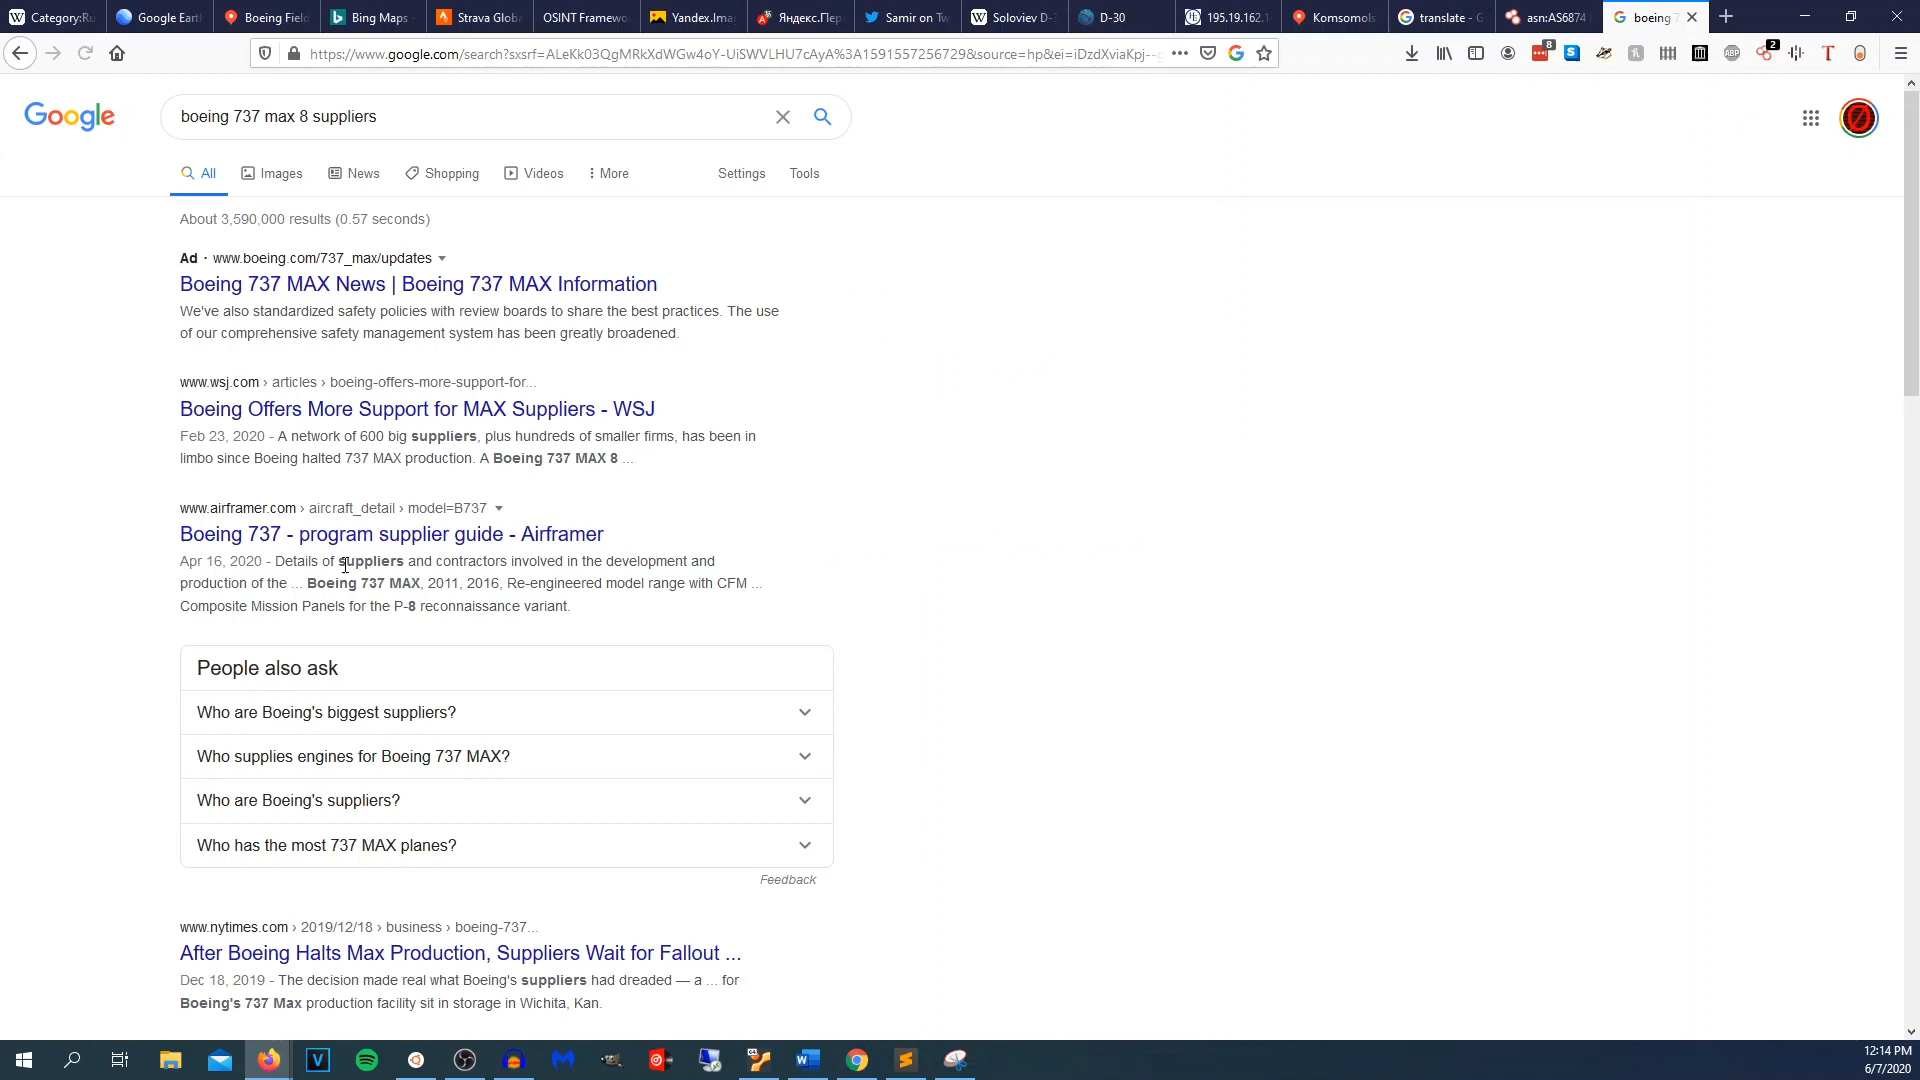 Category:Ru
Google Eart
Boeing Field
Bing Maps -
Strava Globa
OSINT Framewo
Yandex.Ima
Яндекс.Пер
Samir on Tw
Soloviev D-3
D-30
195.19.162.1
Komsomols
translate - G
asn:AS6874
boeing 7
https://www.google.com/search?sxsrf=ALeKk03QgMRkXdWGw4oY-UiSWVLHU7cAyA%3A1591557256729&source=hp&ei=iDzdXviaKpj--
8
2
Google
boeing 737 max 8 suppliers
All
Images
News
Shopping
Videos
More
Settings
Tools
About 3,590,000 results (0.57 seconds)
Ad · www.boeing.com/737_max/updates
Boeing 737 MAX News | Boeing 737 MAX Information
We've also standardized safety policies with review boards to share the best practices. The use
of our comprehensive safety management system has been greatly broadened.
www.wsj.com › articles › boeing-offers-more-support-for...
Boeing Offers More Support for MAX Suppliers - WSJ
Feb 23, 2020 - A network of 600 big suppliers, plus hundreds of smaller firms, has been in
limbo since Boeing halted 737 MAX production. A Boeing 737 MAX 8 ...
www.airframer.com › aircraft_detail › model=B737
Boeing 737 - program supplier guide - Airframer
Apr 16, 2020 - Details of suppliers and contractors involved in the development and
production of the ... Boeing 737 MAX, 2011, 2016, Re-engineered model range with CFM ...
Composite Mission Panels for the P-8 reconnaissance variant.
People also ask
Who are Boeing's biggest suppliers?
Who supplies engines for Boeing 737 MAX?
Who are Boeing's suppliers?
Who has the most 737 MAX planes?
Feedback
www.nytimes.com › 2019/12/18 › business › boeing-737...
After Boeing Halts Max Production, Suppliers Wait for Fallout ...
Dec 18, 2019 - The decision made real what Boeing's suppliers had dreaded — a ... for
Boeing's 737 Max production facility sit in storage in Wichita, Kan.
12:14 PM
6/7/2020